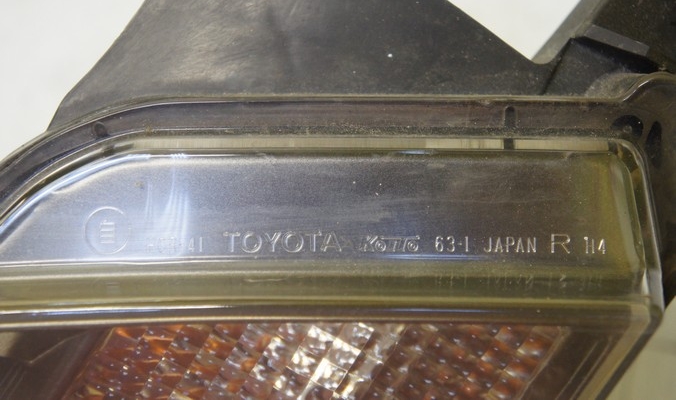 TOYOTA KOITO 63-1 JAPAN R 114